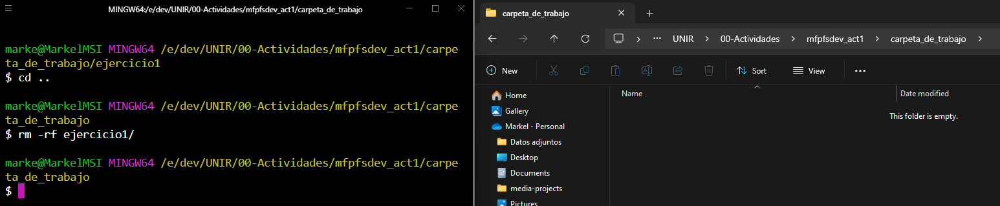 MINGW64:/e/dev/UNIR/00-Actividades/mfpfsdev_act1/carpeta_de_trabajo
marke@MarkelMSI MINGW64 /e/dev/UNIR/00-Actividades/mfpfsdev_act1/carpe
ta_de_trabajo/ejercicio1
$ cd ..
marke@MarkelMSI MINGW64 /e/dev/UNIR/00-Actividades/mfpfsdev_act1/carpe
ta_de_trabajo
$ rm -rf ejercicio1/
marke@MarkelMSI MINGW64 /e/dev/UNIR/00-Actividades/mfpfsdev_act1/carpe
ta_de_trabajo
$
carpeta_de_trabajo
UNIR > 00-Actividades > mfpfsdev_act1 > carpeta_de_trabajo >
New Sort View
Home
Gallery
Markel - Personal
Datos adjuntos
Desktop
Documents
media-projects
Pictures
Name Date modified
This folder is empty.